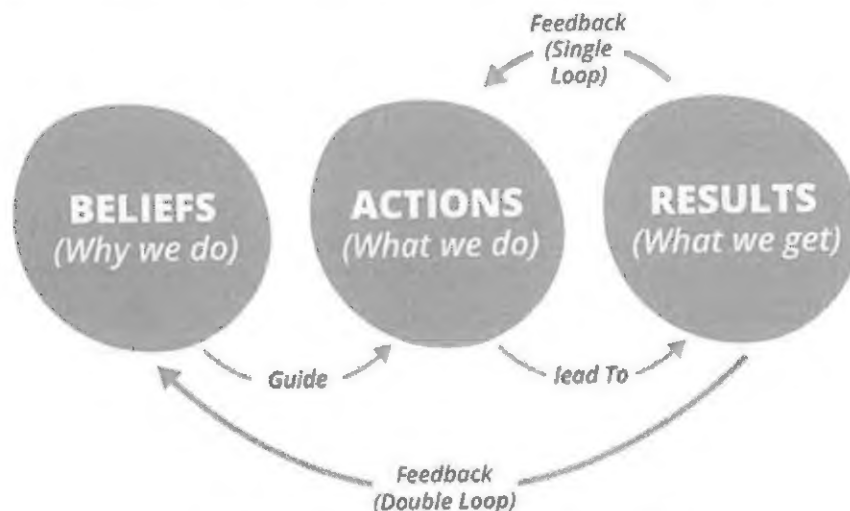 Feedback
(Single
Loop)
BELIEFS
(Why we do)
ACTIONS
(What we do)
RESULTS
(What we get)
Guide
lead To
Feedback
(Double Loop)